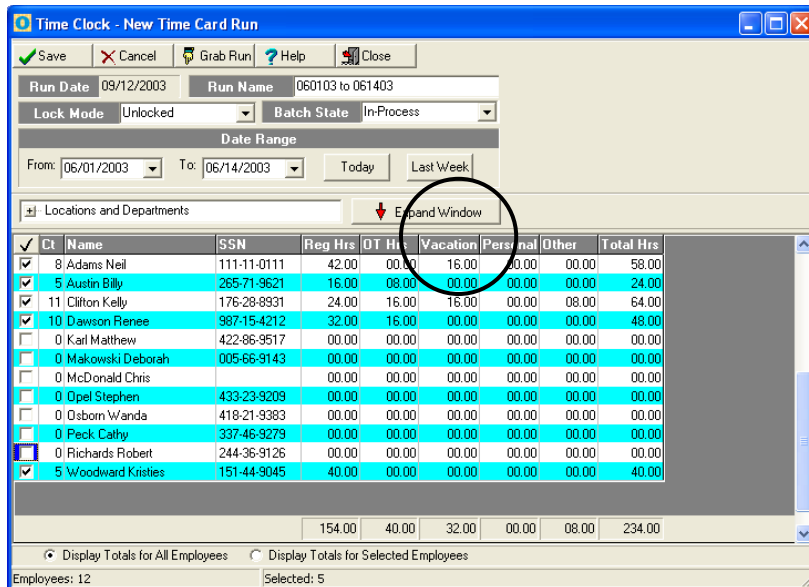 Time Clock - New Time Card Run
Save Cancel Grab Run ? Help Close
Run Date 09/12/2003 Run Name 060103 to 061403
Lock Mode Unlocked Batch State In-Process
Date Range
From: 06/01/2003 To: 06/14/2003 Today Last Week
Locations and Departments Expand Window
Ct Name SSN Reg Hrs OT Hrs Vacation Personal Other Total Hrs
8 Adams Neil 111-11-0111 42.00 00.00 16.00 00.00 00.00 58.00
5 Austin Billy 265-71-9621 16.00 08.00 00.00 00.00 00.00 24.00
11 Clifton Kelly 176-28-8931 24.00 16.00 16.00 00.00 08.00 64.00
10 Dawson Renee 987-15-4212 32.00 16.00 00.00 00.00 00.00 48.00
0 Karl Matthew 422-86-9517 00.00 00.00 00.00 00.00 00.00 00.00
0 Makowski Deborah 005-66-9143 00.00 00.00 00.00 00.00 00.00 00.00
0 McDonald Chris 00.00 00.00 00.00 00.00 00.00 00.00
0 Opel Stephen 433-23-9209 00.00 00.00 00.00 00.00 00.00 00.00
0 Osborn Wanda 418-21-9383 00.00 00.00 00.00 00.00 00.00 00.00
0 Peck Cathy 337-46-9279 00.00 00.00 00.00 00.00 00.00 00.00
0 Richards Robert 244-36-9126 00.00 00.00 00.00 00.00 00.00 00.00
5 Woodward Kristies 151-44-9045 40.00 00.00 00.00 00.00 00.00 40.00
154.00 40.00 32.00 00.00 08.00 234.00
Display Totals for All Employees Display Totals for Selected Employees
Employees: 12 Selected: 5